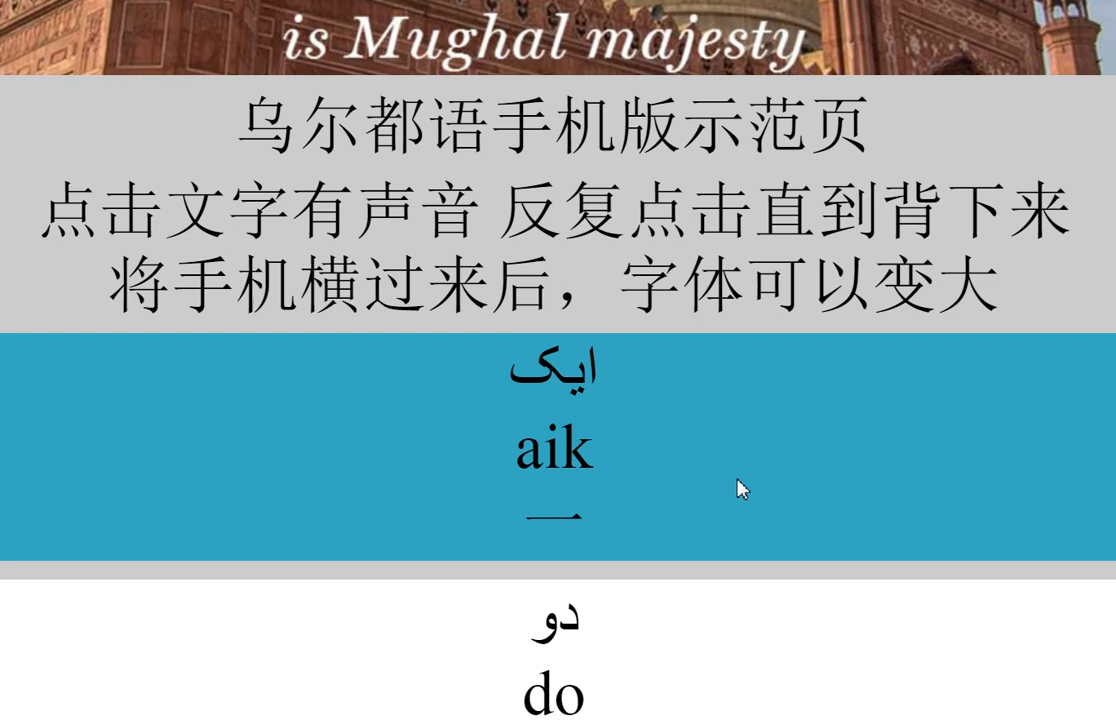 is Mughal majesty
乌尔都语手机版示范页
点击文字有声音 反复点击直到背下来
将手机横过来后，字体可以变大
ایک
aik
一
دو
do